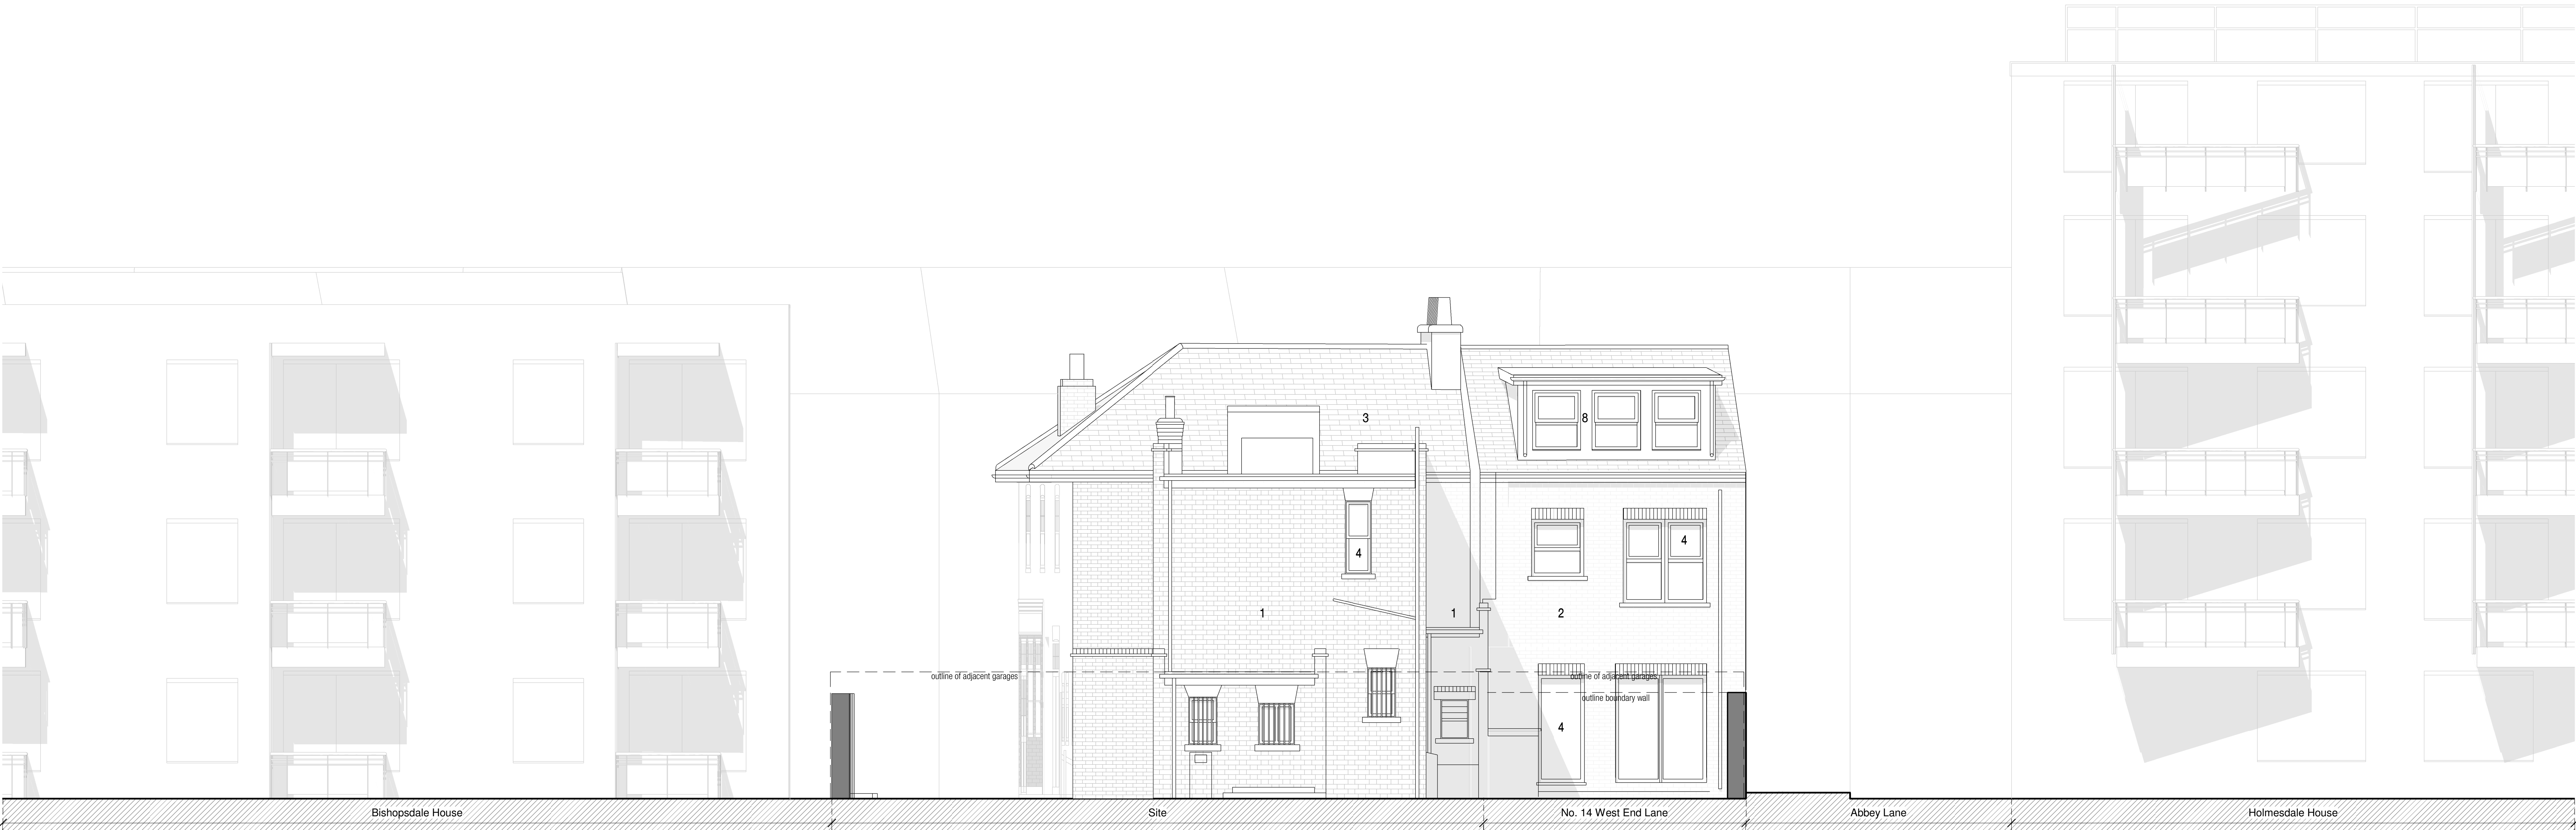 3
8
4
4
1
1
2
outline of adjacent garages
outline of adjacent garages
outline boundary wall
4
Bishopsdale House
Site
No. 14 West End Lane
Abbey Lane
Holmesdale House